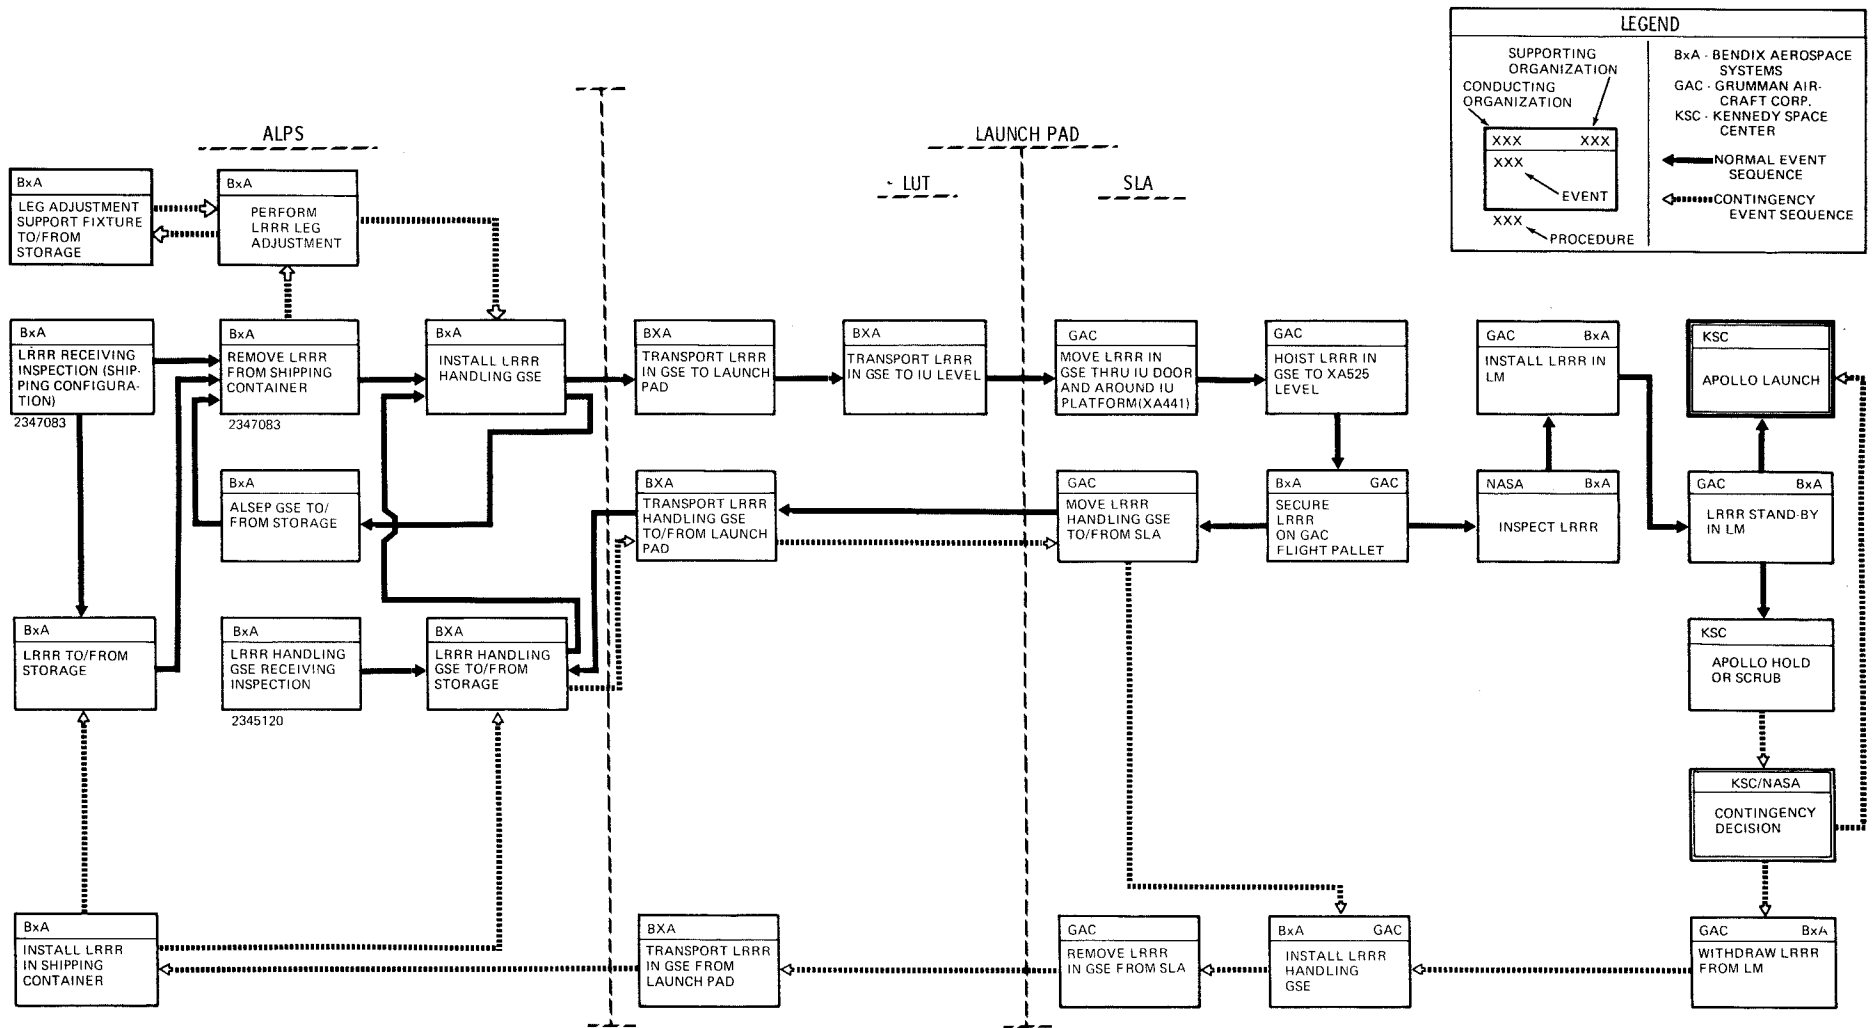 LEGEND
SUPPORTING
ORGANIZATION
CONDUCTING
ORGANIZATION
XXX XXX
XXX
EVENT
XXX
PROCEDURE
BxA - BENDIX AEROSPACE
SYSTEMS
GAC - GRUMMAN AIR-
CRAFT CORP.
KSC - KENNEDY SPACE
CENTER
NORMAL EVENT
SEQUENCE
CONTINGENCY
EVENT SEQUENCE
ALPS
LAUNCH PAD
LUT
SLA
BxA
LEG ADJUSTMENT
SUPPORT FIXTURE
TO/FROM
STORAGE
BxA
PERFORM
LRRR LEG
ADJUSTMENT
BxA
LRRR RECEIVING
INSPECTION (SHIP-
PING CONFIGURA-
TION)
2347083
BxA
REMOVE LRRR
FROM SHIPPING
CONTAINER
2347083
BxA
INSTALL LRRR
HANDLING GSE
BXA
TRANSPORT LRRR
IN GSE TO LAUNCH
PAD
BXA
TRANSPORT LRRR
IN GSE TO IU LEVEL
GAC
MOVE LRRR IN
GSE THRU IU DOOR
AND AROUND IU
PLATFORM(XA441)
GAC
HOIST LRRR IN
GSE TO XA525
LEVEL
GAC BxA
INSTALL LRRR IN
LM
KSC
APOLLO LAUNCH
BxA
ALSEP GSE TO/
FROM STORAGE
BXA
TRANSPORT LRRR
HANDLING GSE
TO/FROM LAUNCH
PAD
GAC
MOVE LRRR
HANDLING GSE
TO/FROM SLA
BxA GAC
SECURE
LRRR
ON GAC
FLIGHT PALLET
NASA BxA
INSPECT LRRR
GAC BxA
LRRR STAND-BY
IN LM
BxA
LRRR TO/FROM
STORAGE
BxA
LRRR HANDLING
GSE RECEIVING
INSPECTION
2345120
BXA
LRRR HANDLING
GSE TO/FROM
STORAGE
KSC
APOLLO HOLD
OR SCRUB
KSC/NASA
CONTINGENCY
DECISION
BxA
INSTALL LRRR
IN SHIPPING
CONTAINER
BXA
TRANSPORT LRRR
IN GSE FROM
LAUNCH PAD
GAC
REMOVE LRRR
IN GSE FROM SLA
BxA GAC
INSTALL LRRR
HANDLING
GSE
GAC BxA
WITHDRAW LRRR
FROM LM